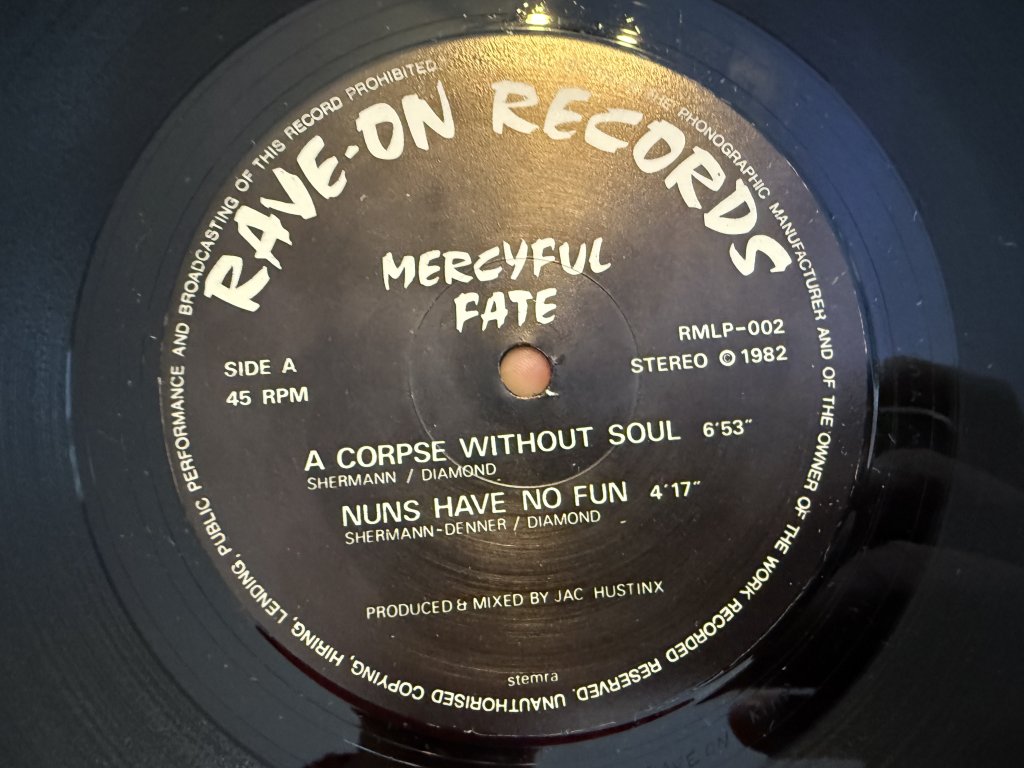 RAVE-ON RECORDS
MERCYFUL
FATE
SIDE A
45 RPM
RMLP-002
STEREO © 1982
A CORPSE WITHOUT SOUL 6'53"
SHERMANN / DIAMOND
NUNS HAVE NO FUN 4'17"
SHERMANN-DENNER / DIAMOND
PRODUCED & MIXED BY JAC HUSTINX
stemra
PHONOGRAPHIC MANUFACTURER AND OF THE OWNER OF THE WORK RECORDED RESERVED. UNAUTHORISED COPYING, HIRING, LENDING, PUBLIC PERFORMANCE AND BROADCASTING OF THIS RECORD PROHIBITED